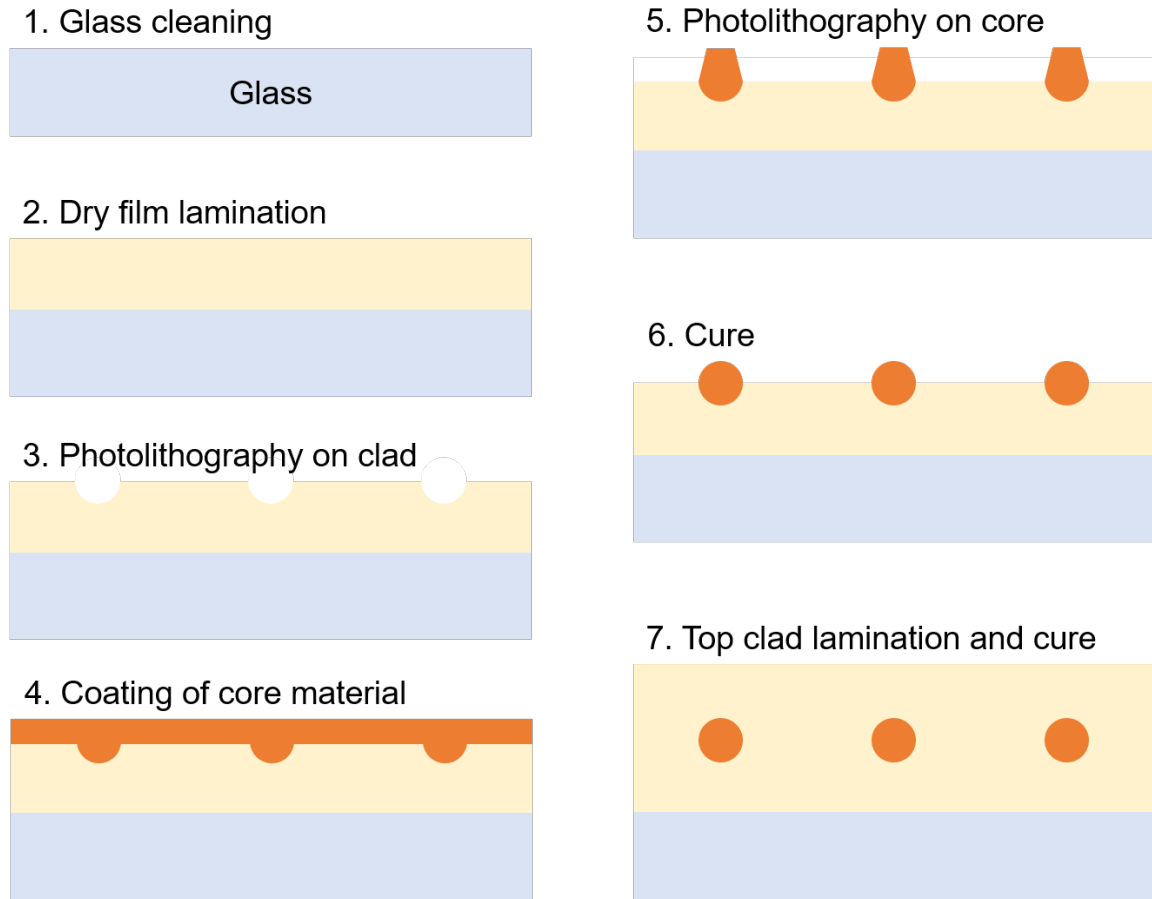 1. Glass cleaning
Glass
2. Dry film lamination
3. Photolithography on clad
4. Coating of core material
5. Photolithography on core
6. Cure
7. Top clad lamination and cure